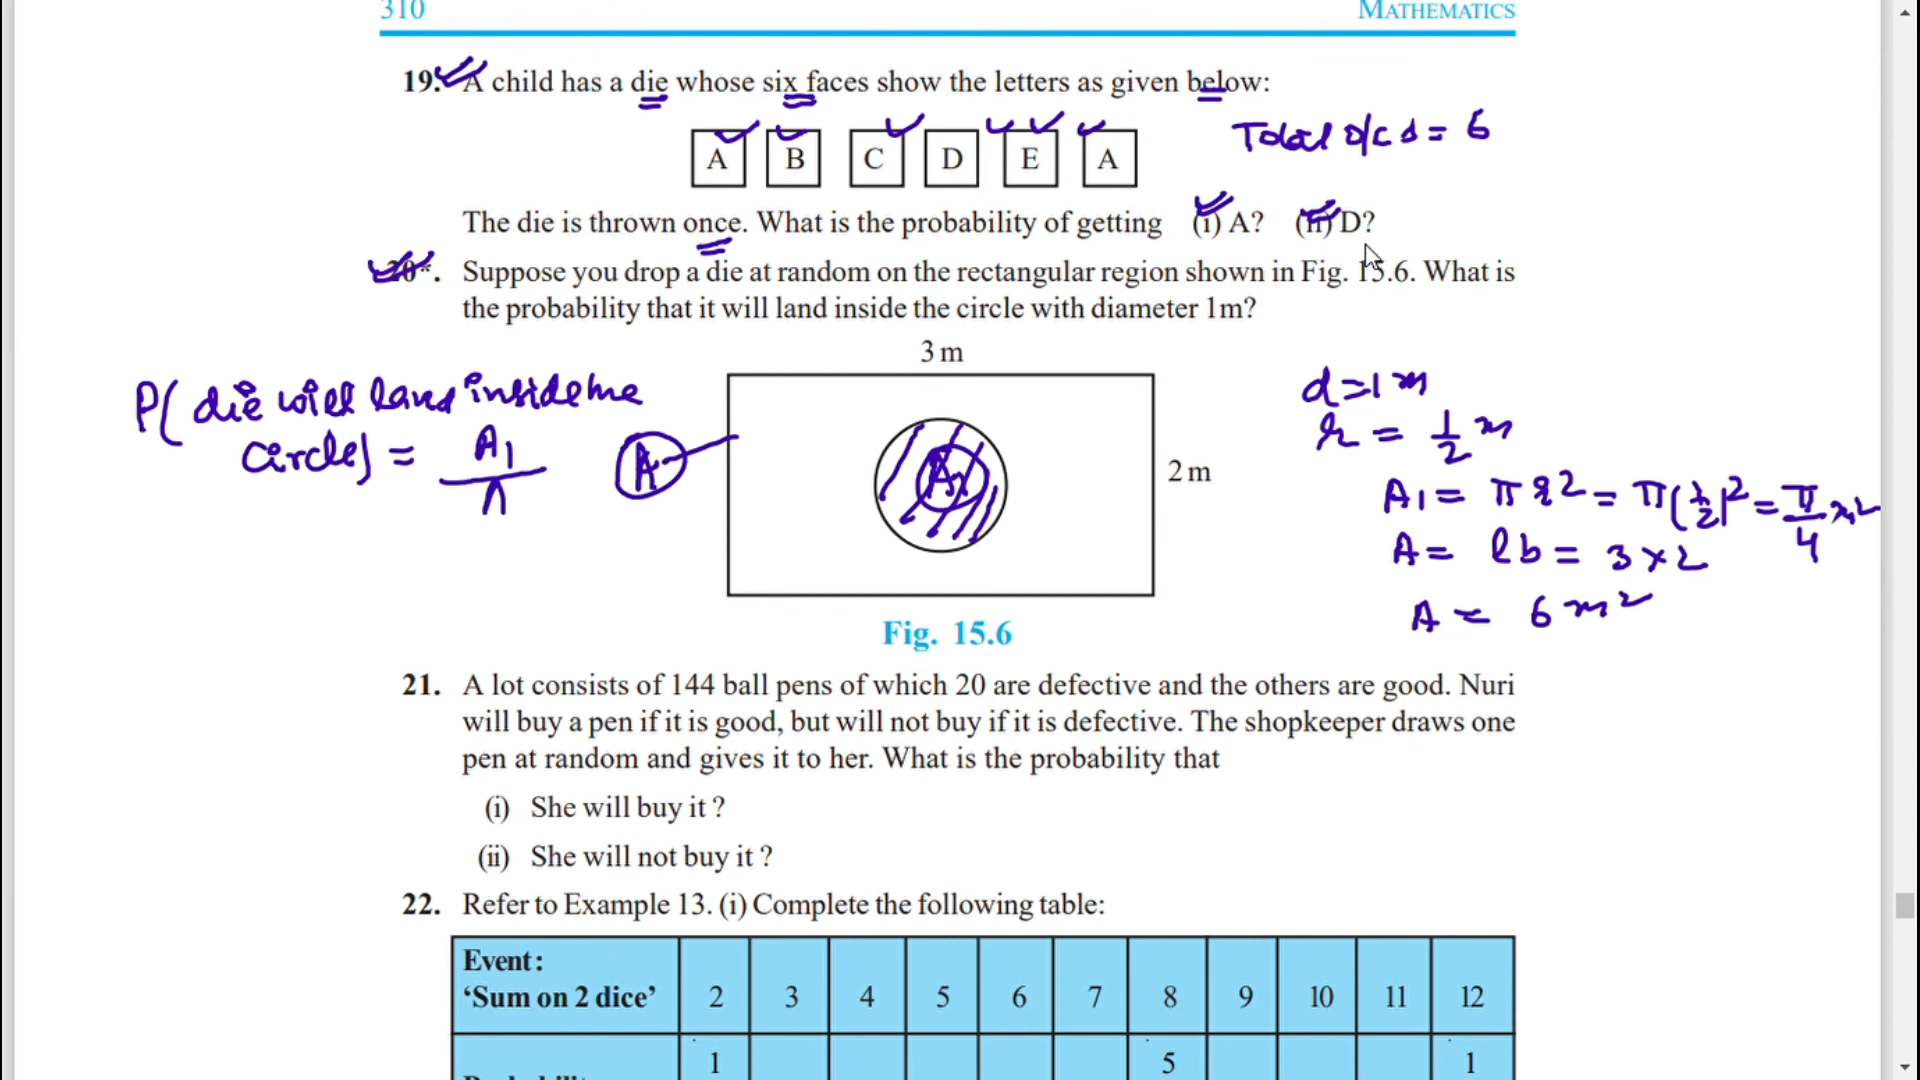 310 MATHEMATICS
19. A child has a die whose six faces show the letters as given below:
A B C D E A
Total o/c s = 6
The die is thrown once. What is the probability of getting (i) A? (ii) D?
20*. Suppose you drop a die at random on the rectangular region shown in Fig. 15.6. What is
the probability that it will land inside the circle with diameter 1m?
3 m
P( die will land inside the
circle) = A1
A
A
A1
2 m
d = 1 m
r = 1/2 m
A1 = π r2 = π(1/2)2 = π/4 m2
A = lb = 3 × 2
A = 6 m2
Fig. 15.6
21. A lot consists of 144 ball pens of which 20 are defective and the others are good. Nuri
will buy a pen if it is good, but will not buy if it is defective. The shopkeeper draws one
pen at random and gives it to her. What is the probability that
(i) She will buy it ?
(ii) She will not buy it ?
22. Refer to Example 13. (i) Complete the following table:
Event:
‘Sum on 2 dice’ 2 3 4 5 6 7 8 9 10 11 12
1 5 1